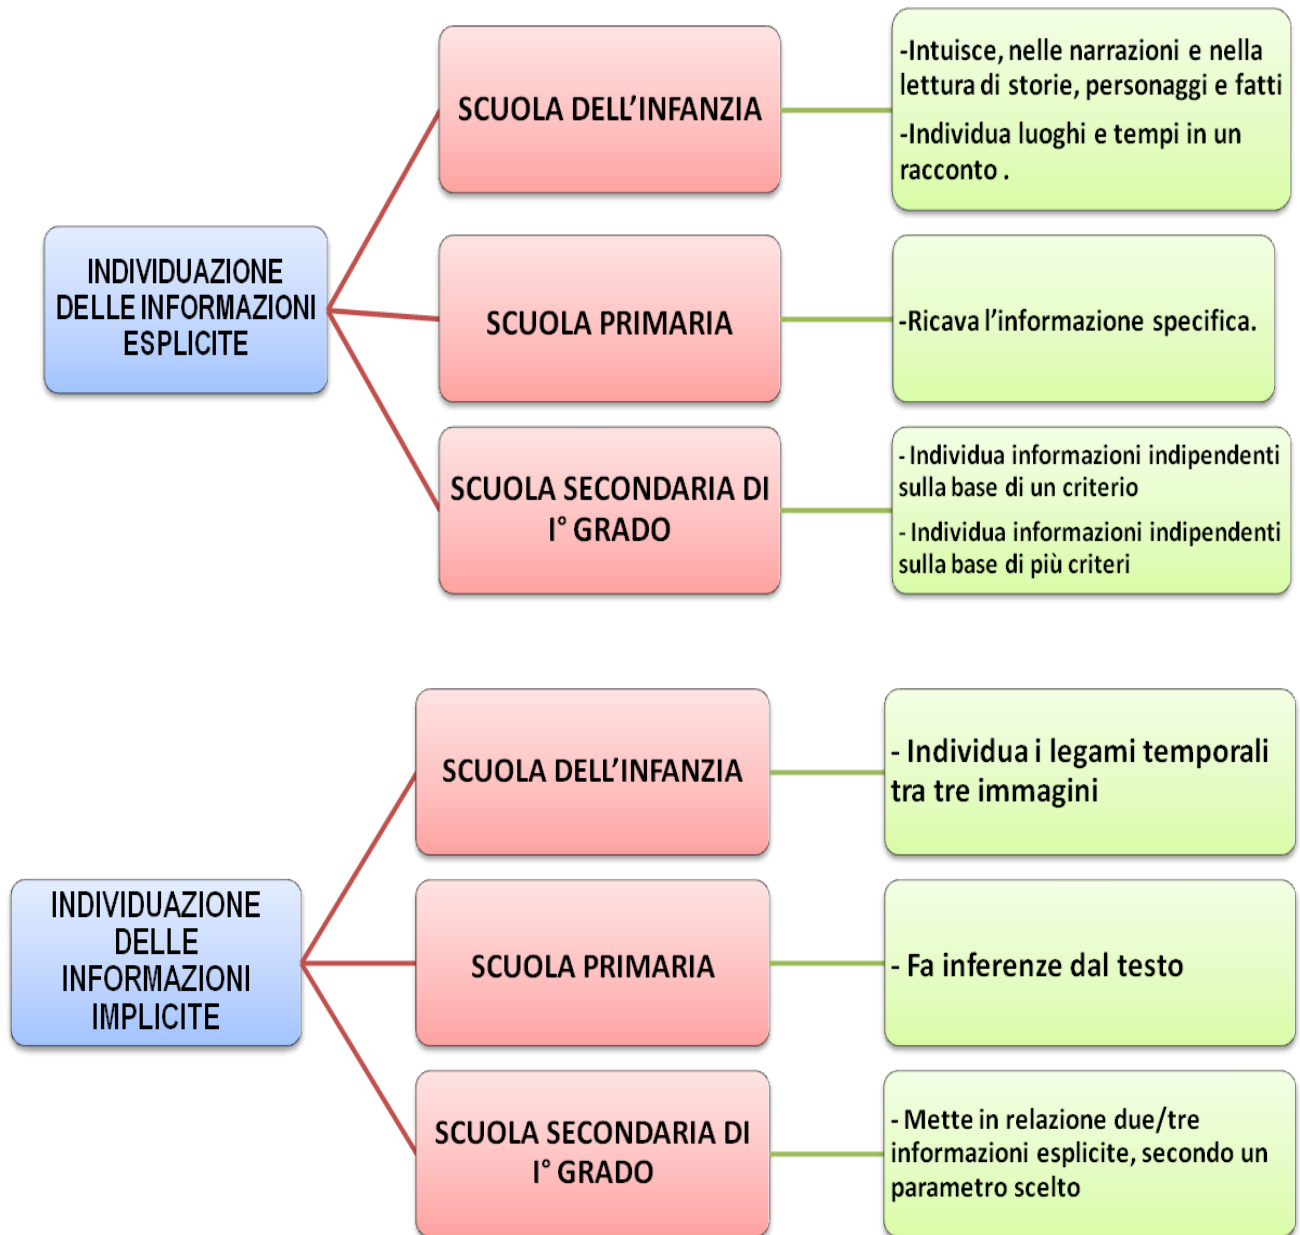 INDIVIDUAZIONE
DELLE INFORMAZIONI
ESPLICITE
SCUOLA DELL'INFANZIA
-Intuisce, nelle narrazioni e nella
lettura di storie, personaggi e fatti
-Individua luoghi e tempi in un
racconto .
SCUOLA PRIMARIA
-Ricava l'informazione specifica.
SCUOLA SECONDARIA DI
I° GRADO
- Individua informazioni indipendenti
sulla base di un criterio
- Individua informazioni indipendenti
sulla base di più criteri
INDIVIDUAZIONE
DELLE
INFORMAZIONI
IMPLICITE
SCUOLA DELL'INFANZIA
- Individua i legami temporali
tra tre immagini
SCUOLA PRIMARIA
- Fa inferenze dal testo
SCUOLA SECONDARIA DI
I° GRADO
- Mette in relazione due/tre
informazioni esplicite, secondo un
parametro scelto